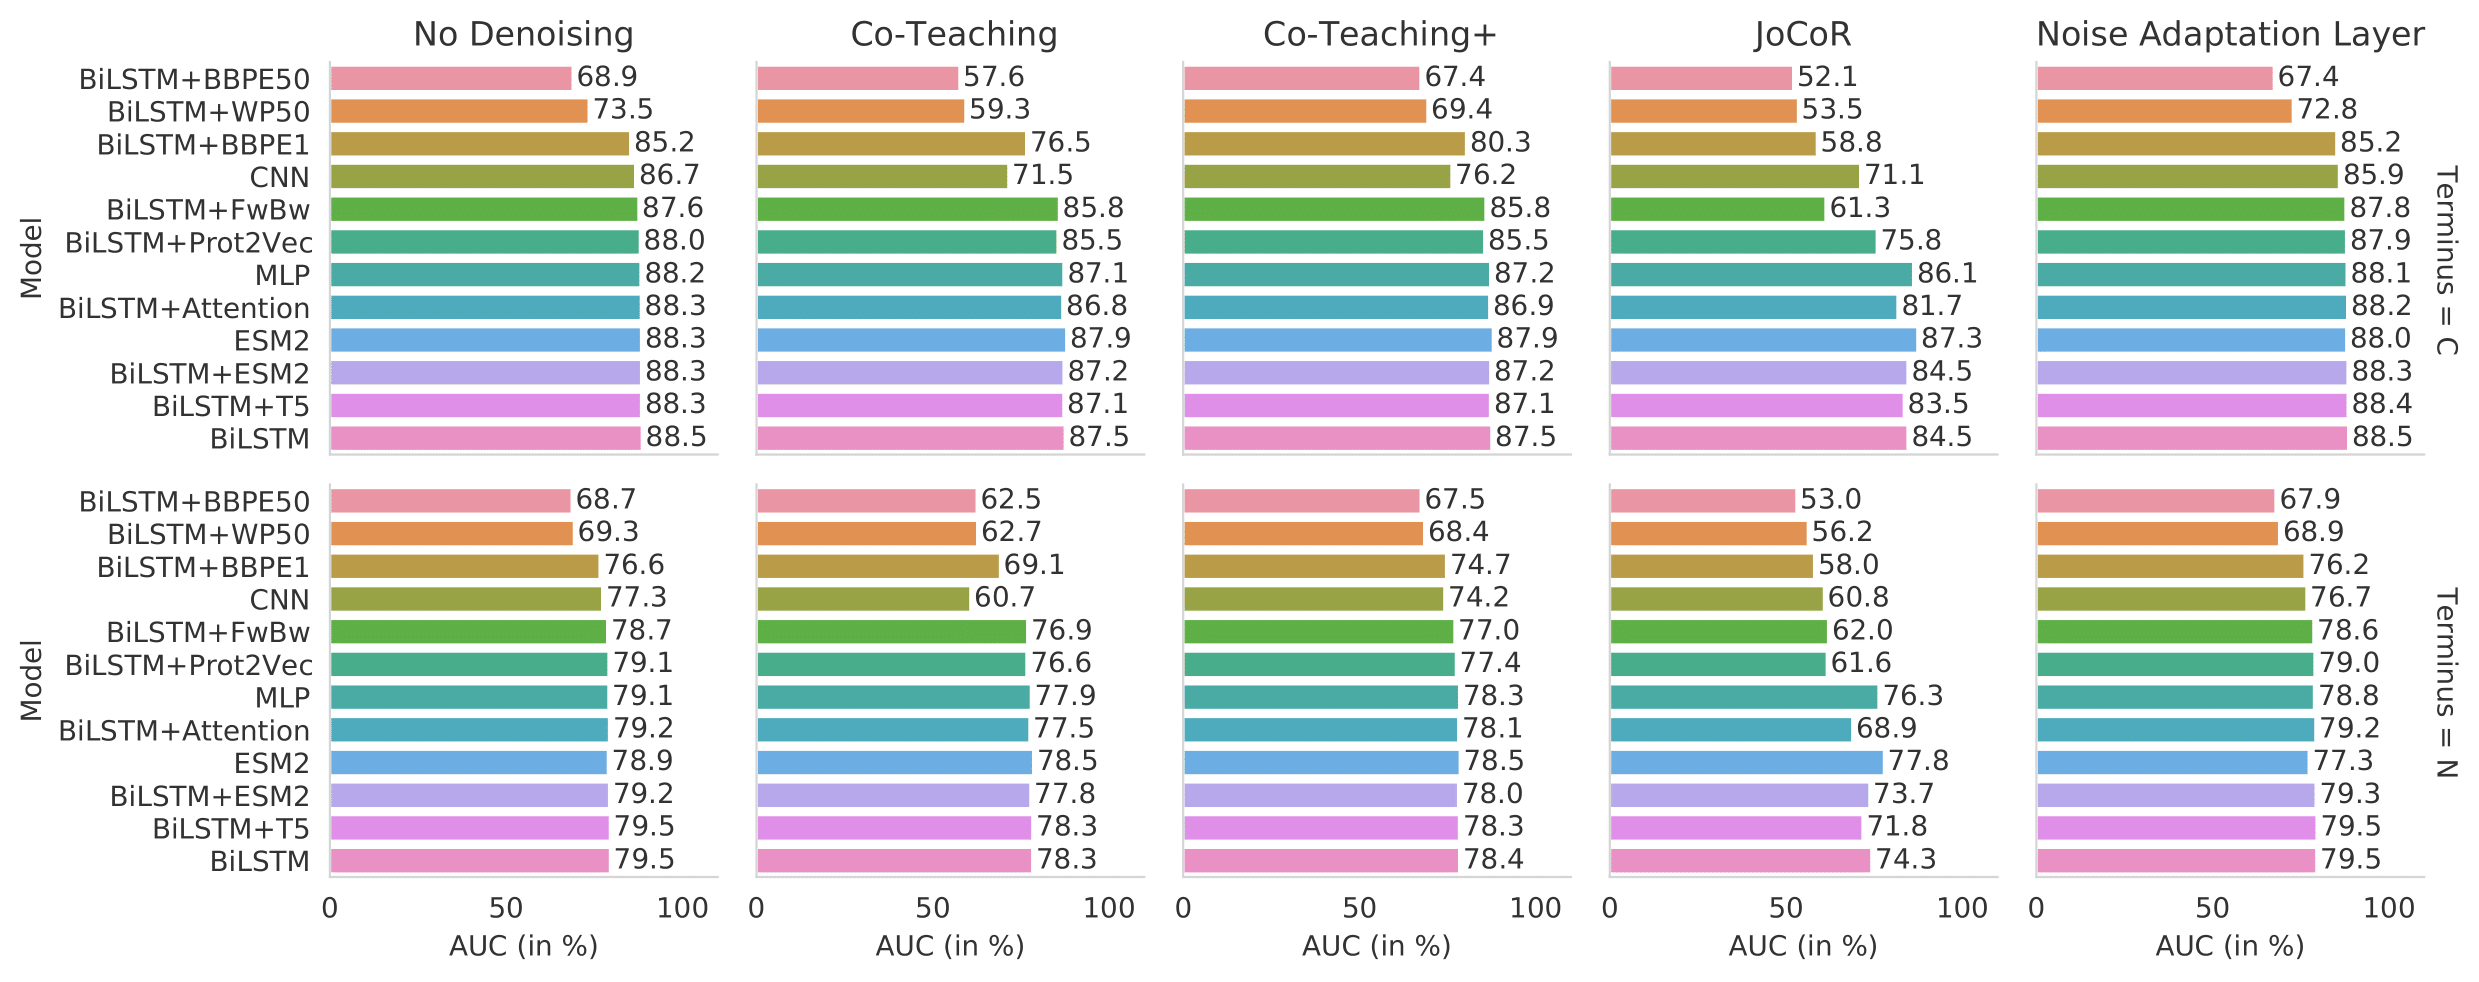 No Denoising Co-Teaching Co-Teaching+ JoCoR Noise Adaptation Layer
BiLSTM+BBPE50 68.9 57.6 67.4 52.1 67.4
BiLSTM+WP50 73.5 59.3 69.4 53.5 72.8
BiLSTM+BBPE1 85.2 76.5 80.3 58.8 85.2
CNN 86.7 71.5 76.2 71.1 85.9
BiLSTM+FwBw 87.6 85.8 85.8 61.3 87.8
BiLSTM+Prot2Vec 88.0 85.5 85.5 75.8 87.9
MLP 88.2 87.1 87.2 86.1 88.1
BiLSTM+Attention 88.3 86.8 86.9 81.7 88.2
ESM2 88.3 87.9 87.9 87.3 88.0
BiLSTM+ESM2 88.3 87.2 87.2 84.5 88.3
BiLSTM+T5 88.3 87.1 87.1 83.5 88.4
BiLSTM 88.5 87.5 87.5 84.5 88.5
Model
Terminus = C
BiLSTM+BBPE50 68.7 62.5 67.5 53.0 67.9
BiLSTM+WP50 69.3 62.7 68.4 56.2 68.9
BiLSTM+BBPE1 76.6 69.1 74.7 58.0 76.2
CNN 77.3 60.7 74.2 60.8 76.7
BiLSTM+FwBw 78.7 76.9 77.0 62.0 78.6
BiLSTM+Prot2Vec 79.1 76.6 77.4 61.6 79.0
MLP 79.1 77.9 78.3 76.3 78.8
BiLSTM+Attention 79.2 77.5 78.1 68.9 79.2
ESM2 78.9 78.5 78.5 77.8 77.3
BiLSTM+ESM2 79.2 77.8 78.0 73.7 79.3
BiLSTM+T5 79.5 78.3 78.3 71.8 79.5
BiLSTM 79.5 78.3 78.4 74.3 79.5
Model
Terminus = N
0 50 100 0 50 100 0 50 100 0 50 100 0 50 100
AUC (in %) AUC (in %) AUC (in %) AUC (in %) AUC (in %)